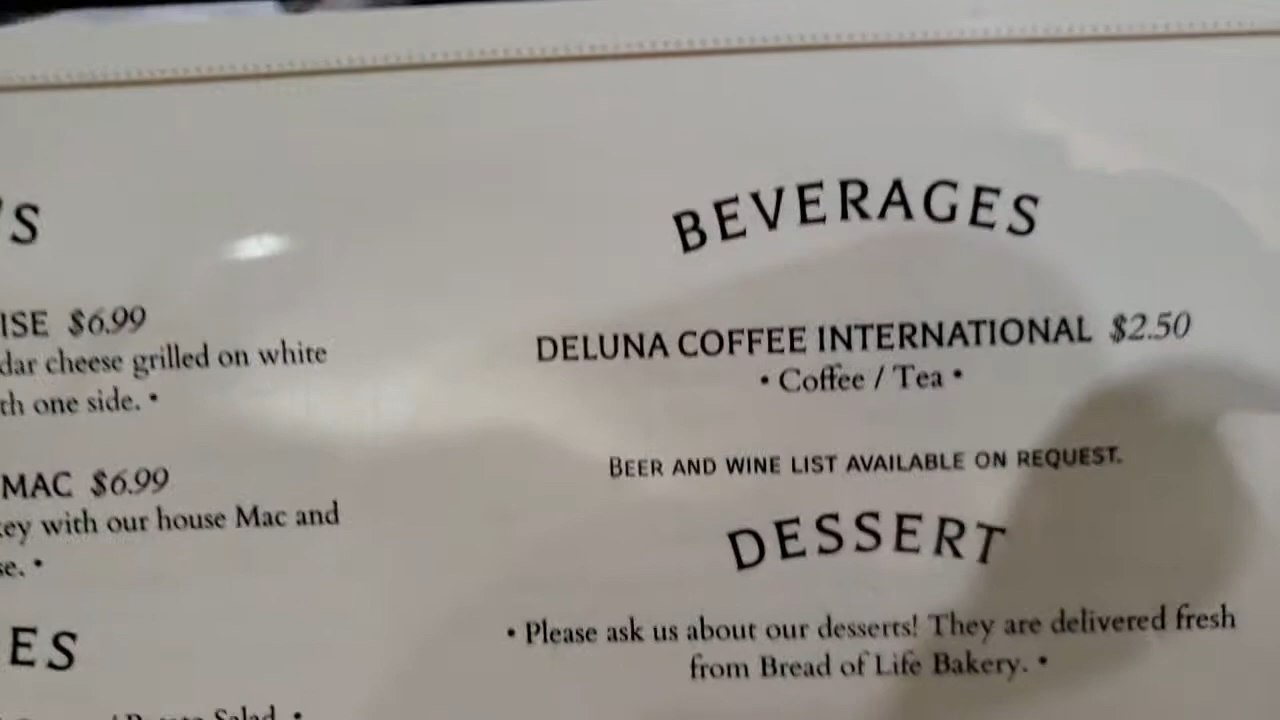 'S
ISE $6.99
dar cheese grilled on white
th one side. •
MAC $6.99
key with our house Mac and
se. •
ES
Salad •
BEVERAGES
DELUNA COFFEE INTERNATIONAL $2.50
• Coffee / Tea •
BEER AND WINE LIST AVAILABLE ON REQUEST.
DESSERT
• Please ask us about our desserts! They are delivered fresh
from Bread of Life Bakery. •